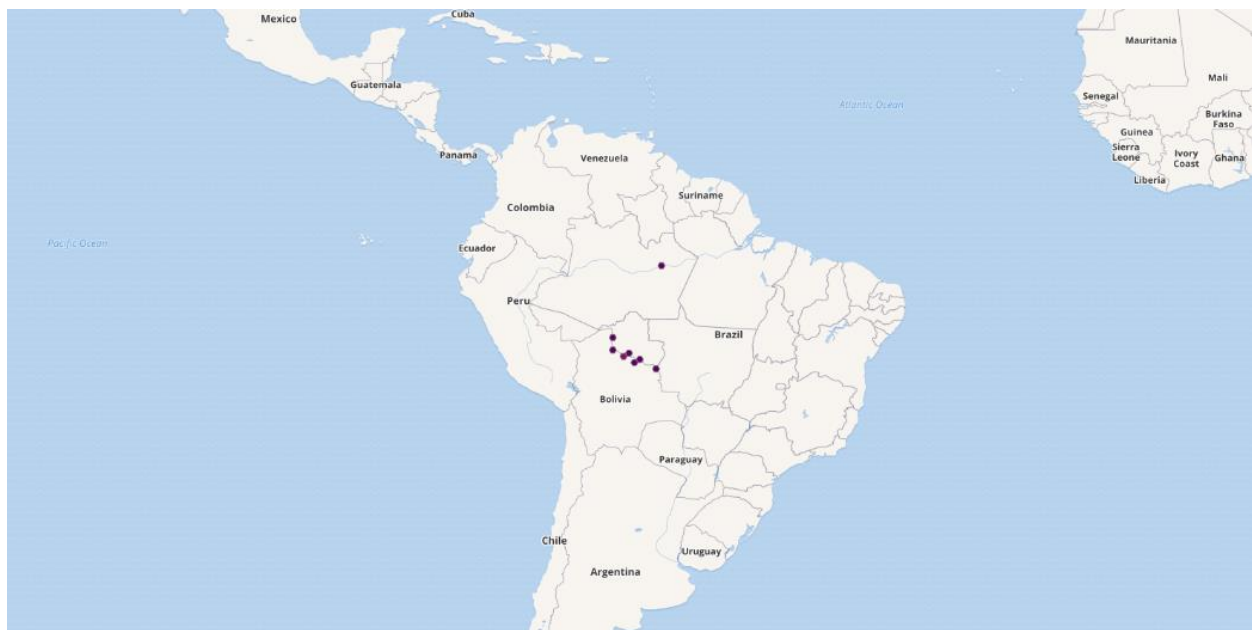 Cuba
Mexico
Mauritania
Mali
Guatemala
Senegal
Atlantic Ocean
Burkina
Faso
Guinea
Sierra
Leone
Ivory
Coast
Ghana
Panama
Venezuela
Liberia
Suriname
Colombia
Pacific Ocean
Ecuador
Peru
Brazil
Bolivia
Paraguay
Chile
Uruguay
Argentina